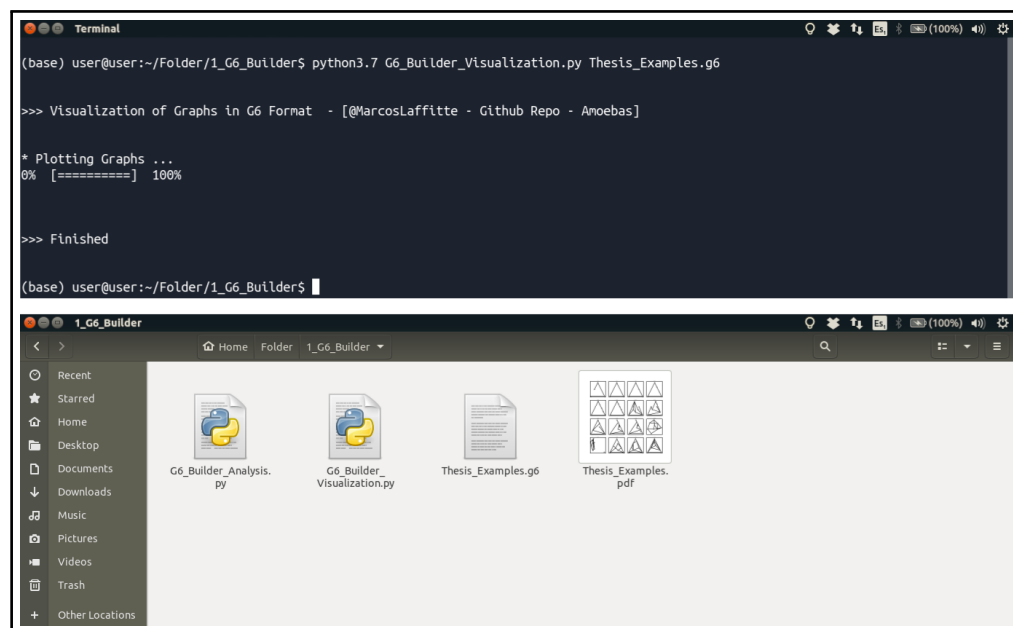 Terminal
Es, (100%)
(base) user@user:~/Folder/1_G6_Builder$ python3.7 G6_Builder_Visualization.py Thesis_Examples.g6
>>> Visualization of Graphs in G6 Format - [@MarcosLaffitte - Github Repo - Amoebas]
* Plotting Graphs ...
0% [==========] 100%
>>> Finished
(base) user@user:~/Folder/1_G6_Builder$
1_G6_Builder
Es, (100%)
Home Folder 1_G6_Builder
Recent
Starred
Home
Desktop
Documents
Downloads
Music
Pictures
Videos
Trash
+ Other Locations
G6_Builder_Analysis.
py
G6_Builder_
Visualization.py
Thesis_Examples.g6
Thesis_Examples.
pdf